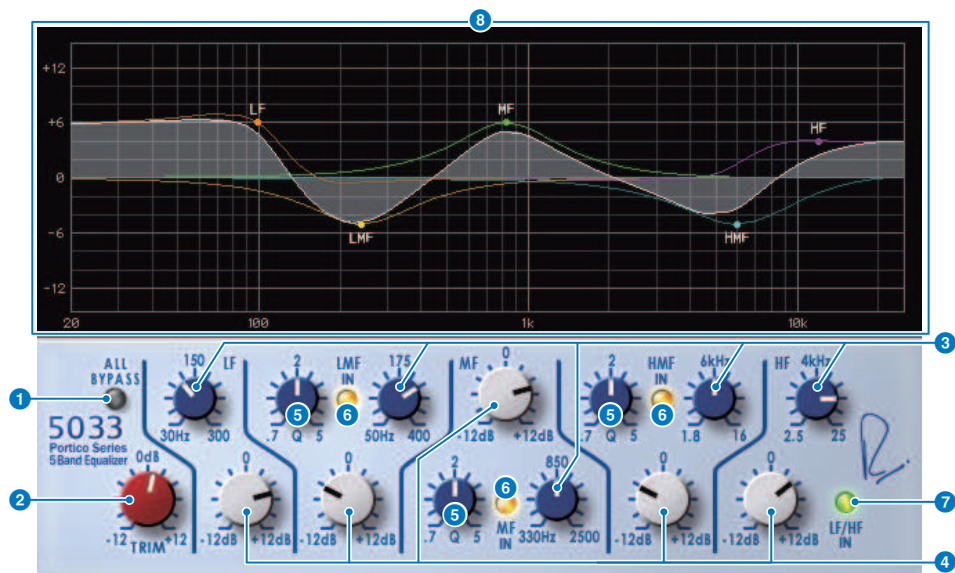 8
+12
+6
0
-6
-12
LF
MF
HF
LMF
HMF
20
100
1k
10k
ALL
BYPASS
150
LF
30Hz
300
2
LMF
IN
175
.7
Q
5
50Hz
400
MF
0
-12dB
+12dB
2
HMF
IN
6kHz
.7
Q
5
1.8
16
HF
4kHz
2.5
25
1
3
5
6
5
6
5033
Portico Series
5Band Equalizer
0dB
-12
TRIM
+12
2
0
-12dB
+12dB
0
-12dB
+12dB
2
.7
Q
5
5
6
MF
IN
850
330Hz
2500
0
-12dB
+12dB
0
-12dB
+12dB
LF/HF
IN
7
4